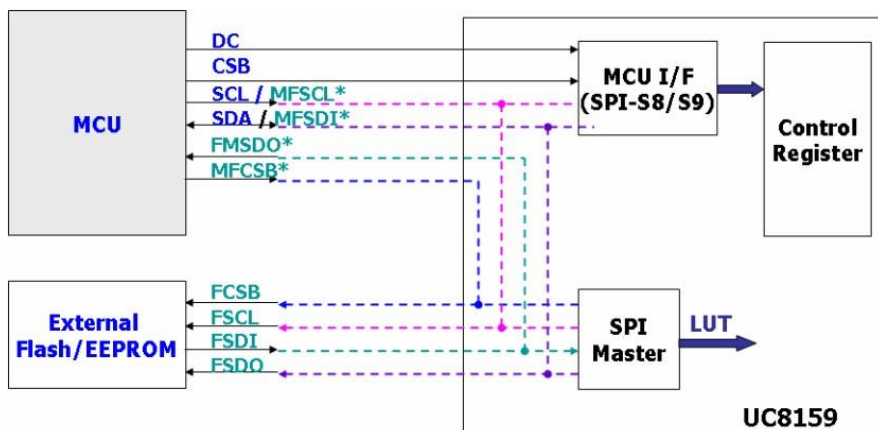 DC
CSB
SCL / MFSCL*
SDA / MFSDI*
FMSDO*
MFCSB*
MCU
MCU I/F
(SPI-S8/S9)
Control
Register
FCSB
FSCL
FSDI
FSDO
External
Flash/EEPROM
SPI
Master
LUT
UC8159